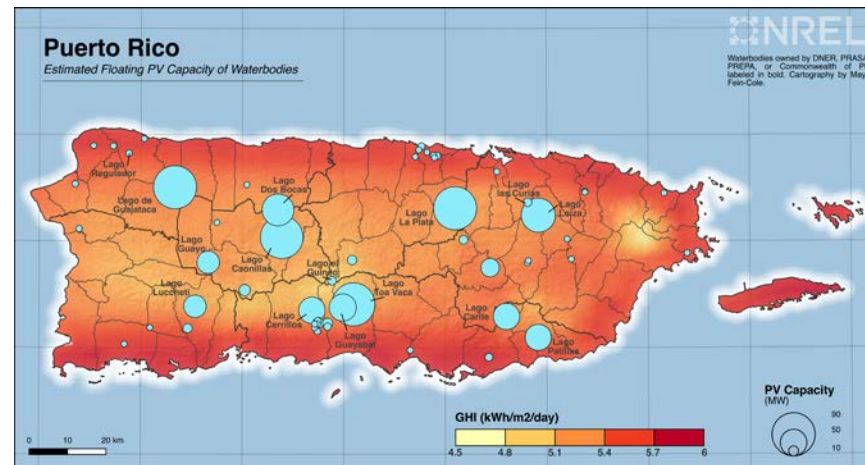 Puerto Rico
Estimated Floating PV Capacity of Waterbodies
NREL
Waterbodies owned by DNER, PRASA
PREPA, or Commonwealth of P
labeled in bold. Cartography by May
Fein-Cole.
Lago
Regulador
Lago de
Guajataca
Lago
Dos Bocas
Lago
La Plata
Lago
las Curias
Lago
Loiza
Lago
Guayo
Lago
Caonillas
Lago el
Guineo
Lago
Toa Vaca
Lago
Luccheti
Lago
Cerrillos
Lago
Guayabal
Lago
Carite
Lago
Patillas
GHI (kWh/m2/day)
4.5 4.8 5.1 5.4 5.7 6
PV Capacity
(MW)
90
50
10
0 10 20 km